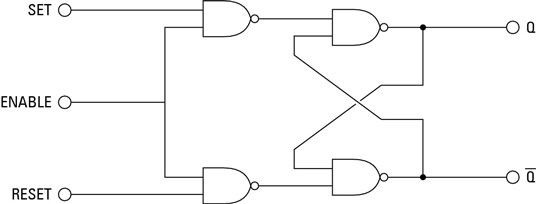 SET
Q
ENABLE
RESET
Q̅